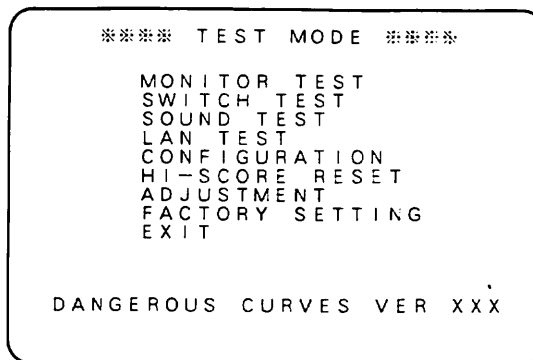 ※※※※ TEST MODE ※※※※
MONITOR TEST
SWITCH TEST
SOUND TEST
LAN TEST
CONFIGURATION
HI-SCORE RESET
ADJUSTMENT
FACTORY SETTING
EXIT
DANGEROUS CURVES VER XXX